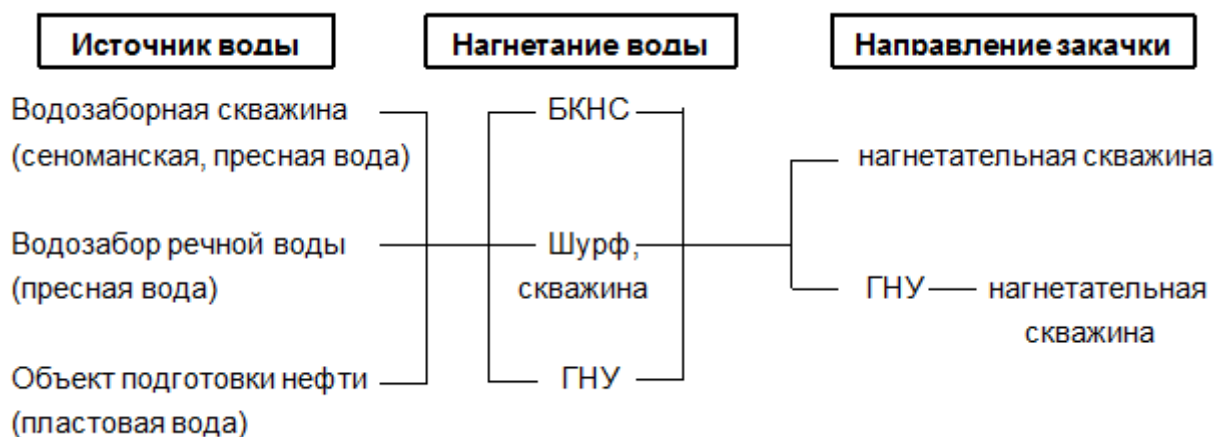 Источник воды
Нагнетание воды
Направление закачки
Водозаборная скважина
(сеноманская, пресная вода)
Водозабор речной воды
(пресная вода)
Объект подготовки нефти
(пластовая вода)
БКНС
Шурф,
скважина
ГНУ
нагнетательная скважина
ГНУ
нагнетательная
скважина